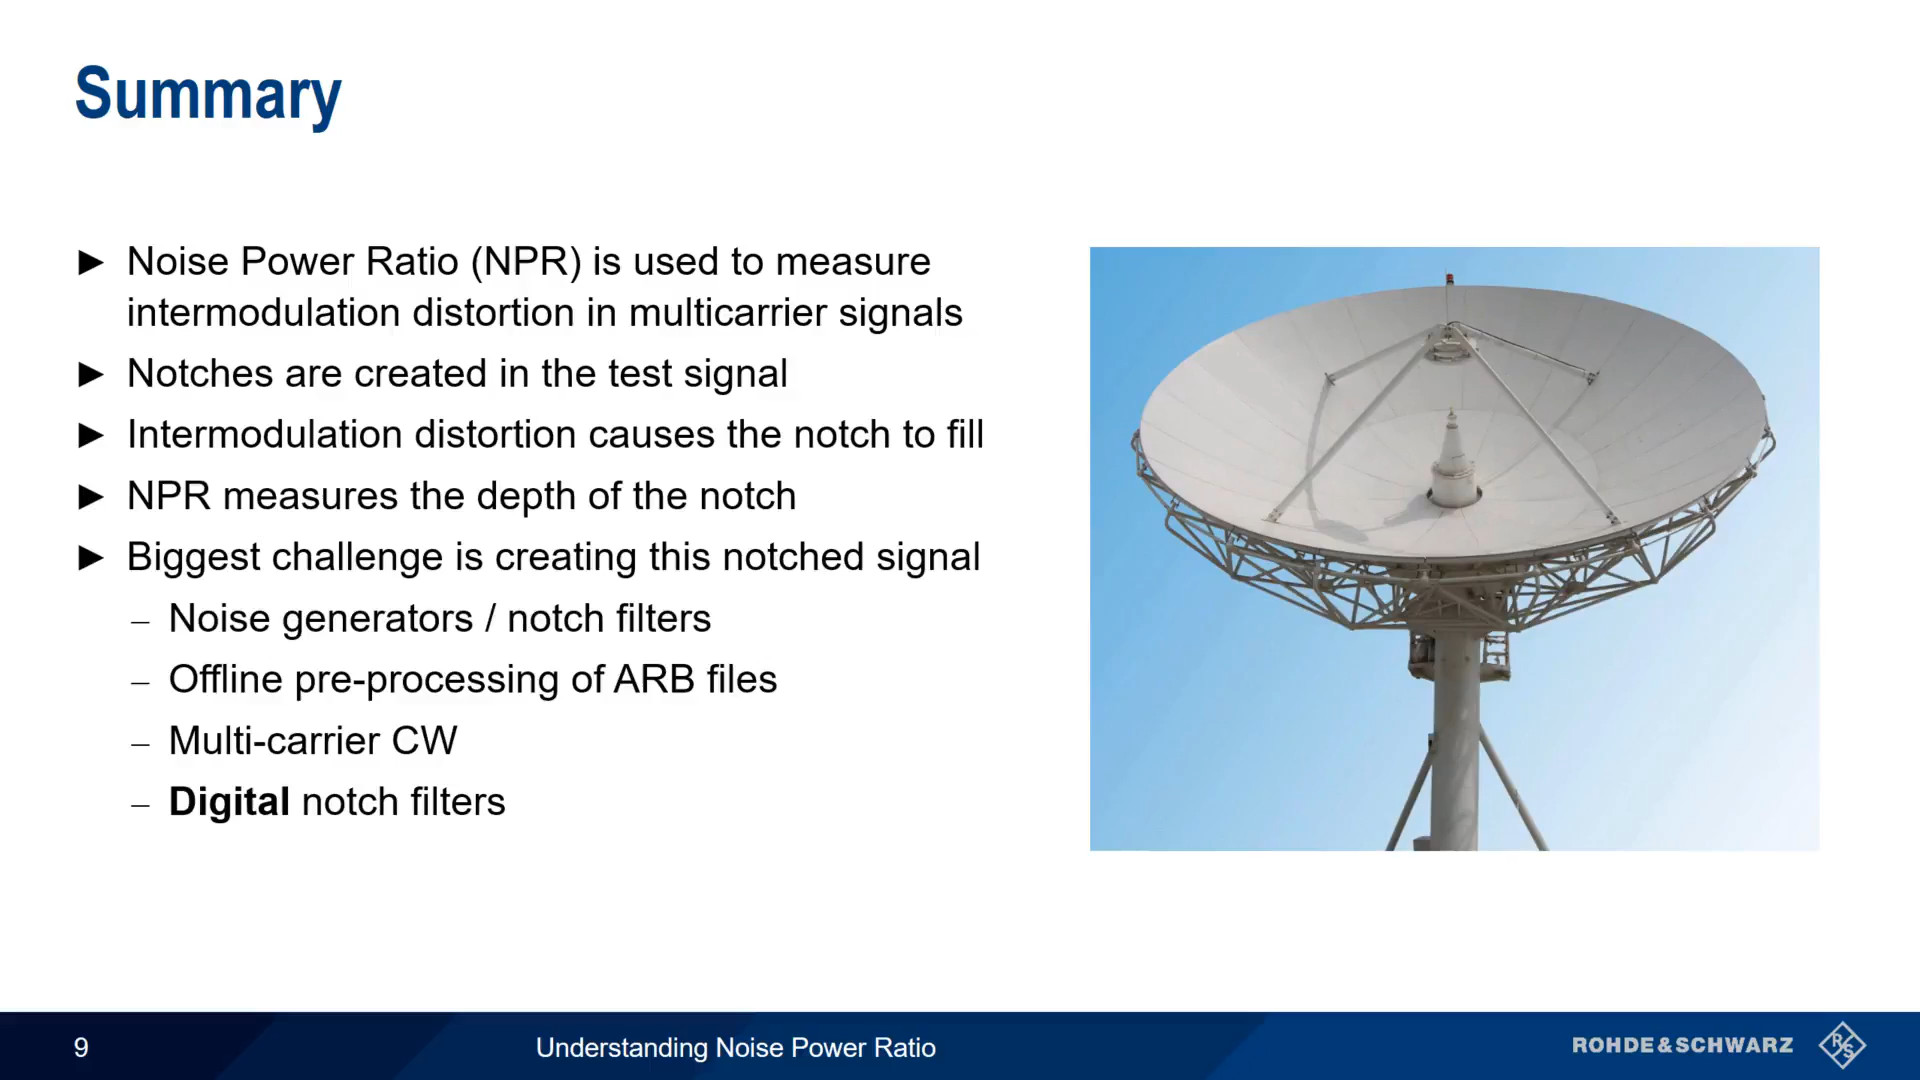 Summary
► Noise Power Ratio (NPR) is used to measure
intermodulation distortion in multicarrier signals
► Notches are created in the test signal
► Intermodulation distortion causes the notch to fill
► NPR measures the depth of the notch
► Biggest challenge is creating this notched signal
– Noise generators / notch filters
– Offline pre-processing of ARB files
– Multi-carrier CW
– Digital notch filters
9
Understanding Noise Power Ratio
ROHDE&SCHWARZ
R
S